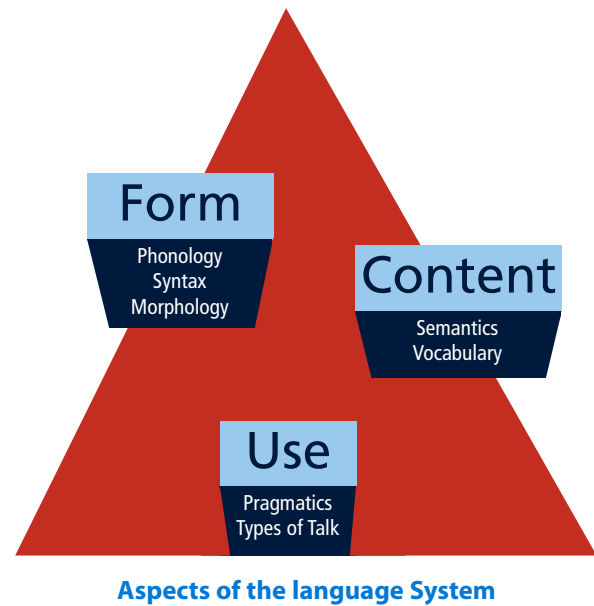 Form
Phonology
Syntax
Morphology
Content
Semantics
Vocabulary
Use
Pragmatics
Types of Talk
Aspects of the language System